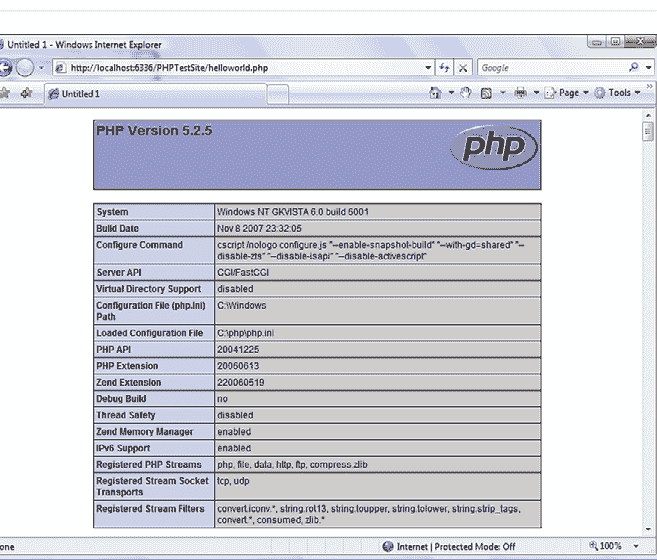 Untitled 1 - Windows Internet Explorer
http://localhost:6336/PHPTestSite/helloworld.php
Google
Untitled 1
Page
Tools
PHP Version 5.2.5
php
System Windows NT GKVISTA 6.0 build 6001
Build Date Nov 8 2007 23:32:05
Configure Command cscript /nologo configure.js "--enable-snapshot-build" "--with-gd=shared" "--
disable-zts" "--disable-isapi" "--disable-activescript"
Server API CGI/FastCGI
Virtual Directory Support disabled
Configuration File (php.ini) C:\Windows
Path
Loaded Configuration File C:\php\php.ini
PHP API 20041225
PHP Extension 20060613
Zend Extension 220060519
Debug Build no
Thread Safety disabled
Zend Memory Manager enabled
IPv6 Support enabled
Registered PHP Streams php, file, data, http, ftp, compress.zlib
Registered Stream Socket tcp, udp
Transports
Registered Stream Filters convert.iconv.*, string.rot13, string.toupper, string.tolower, string.strip_tags,
convert.*, consumed, zlib.*
one
Internet | Protected Mode: Off
100%